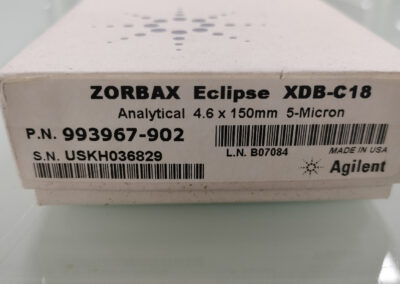 ZORBAX Eclipse XDB-C18
Analytical 4.6 x 150mm 5-Micron
P.N. 993967-902
S.N. USKH036829
L.N. B07084
MADE IN USA
Agilent